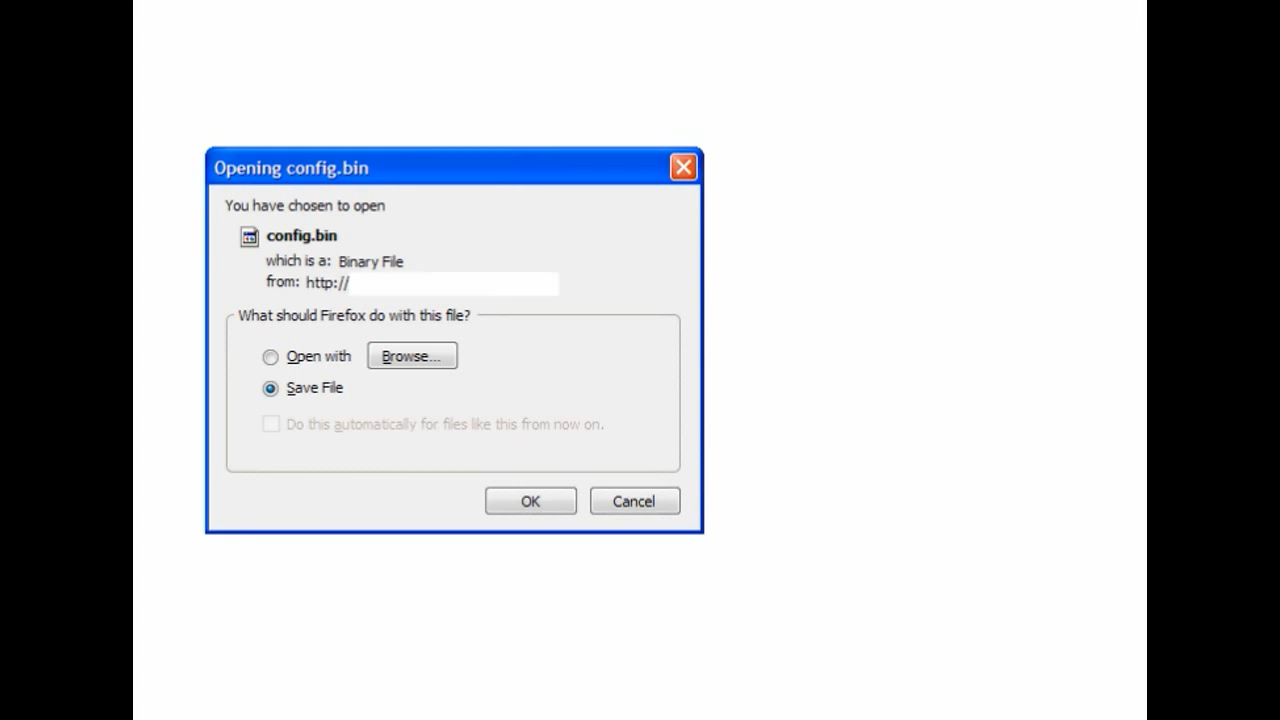 Opening config.bin
You have chosen to open
config.bin
which is a: Binary File
from: http://
What should Firefox do with this file?
Open with Browse...
Save File
Do this automatically for files like this from now on.
OK Cancel